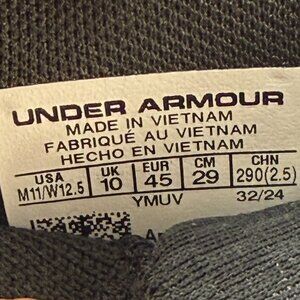 UNDER ARMOUR
MADE IN VIETNAM
FABRIQUÉ AU VIETNAM
HECHO EN VIETNAM
USA UK EUR CM CHN
M11/W12.5 10 45 29 290(2.5)
YMUV 32/24